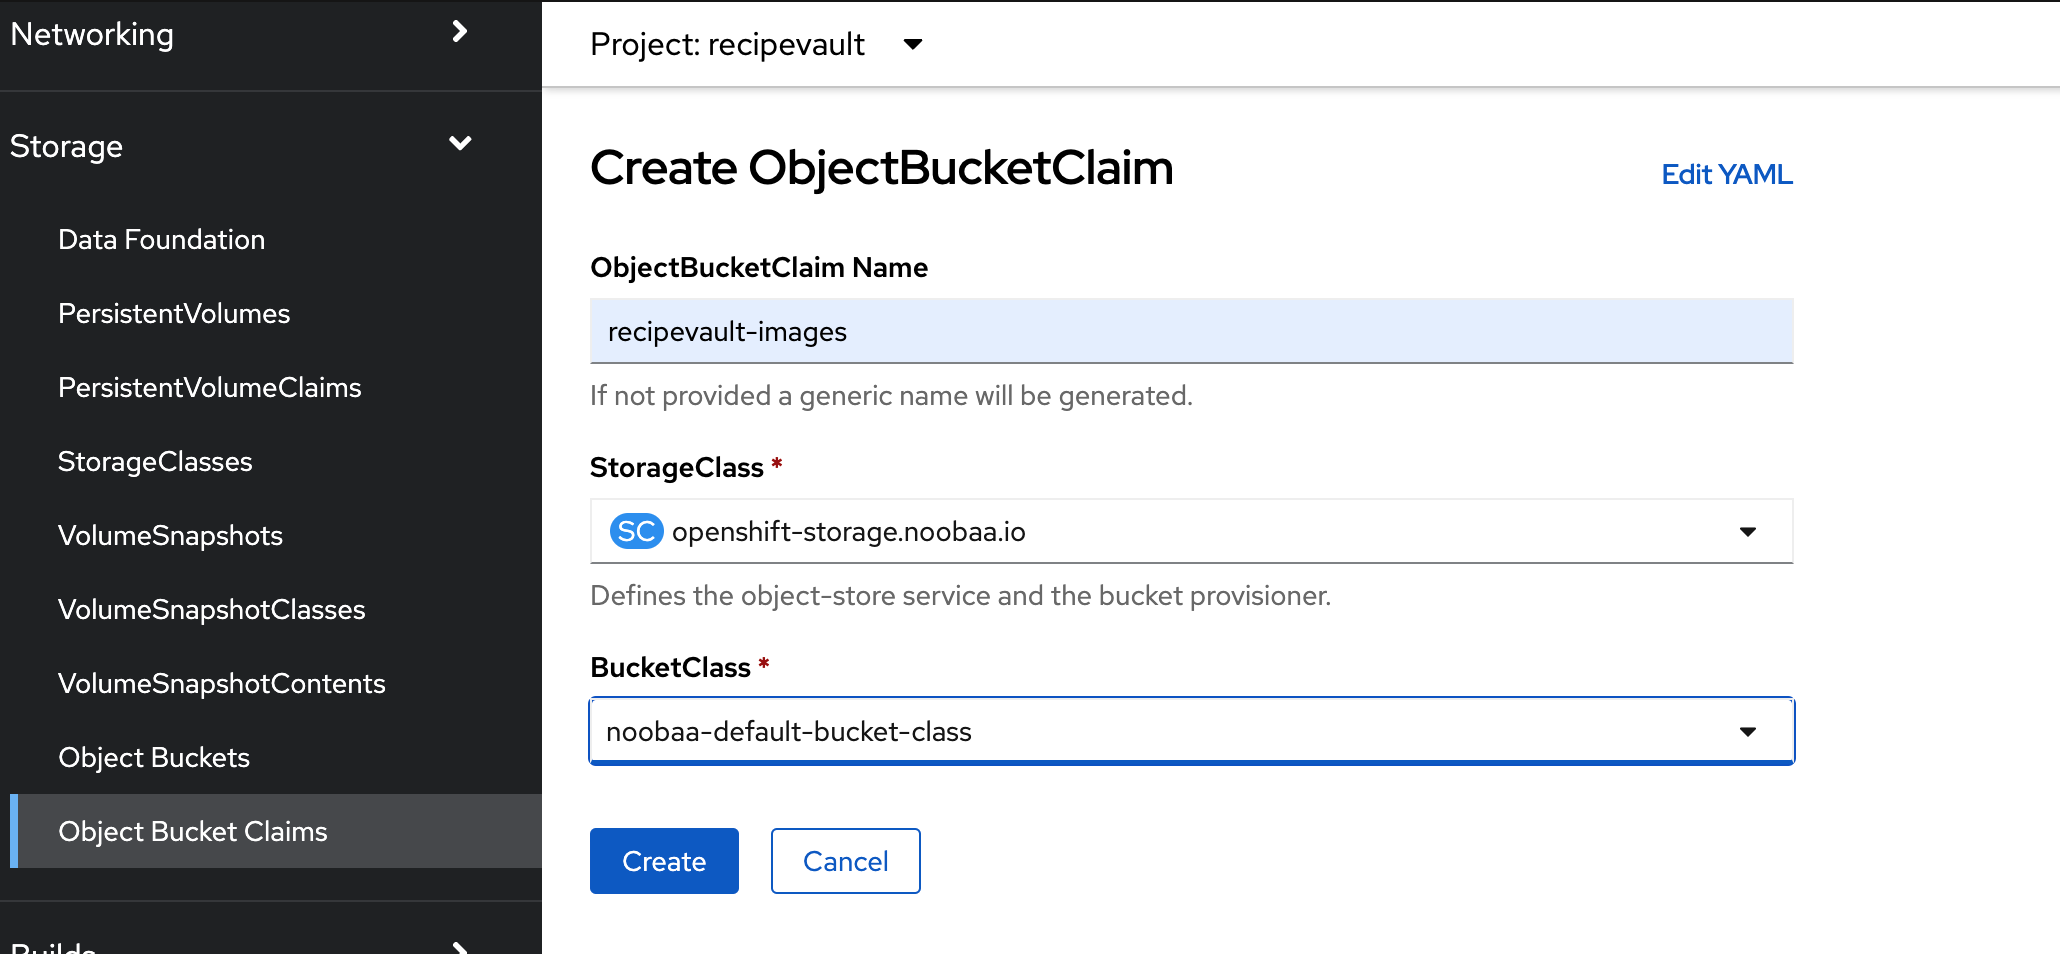 Networking
Storage
Data Foundation
PersistentVolumes
PersistentVolumeClaims
StorageClasses
VolumeSnapshots
VolumeSnapshotClasses
VolumeSnapshotContents
Object Buckets
Object Bucket Claims
Builds
Project: recipevault
Create ObjectBucketClaim
Edit YAML
ObjectBucketClaim Name
recipevault-images
If not provided a generic name will be generated.
StorageClass *
SC openshift-storage.noobaa.io
Defines the object-store service and the bucket provisioner.
BucketClass *
noobaa-default-bucket-class
Create
Cancel